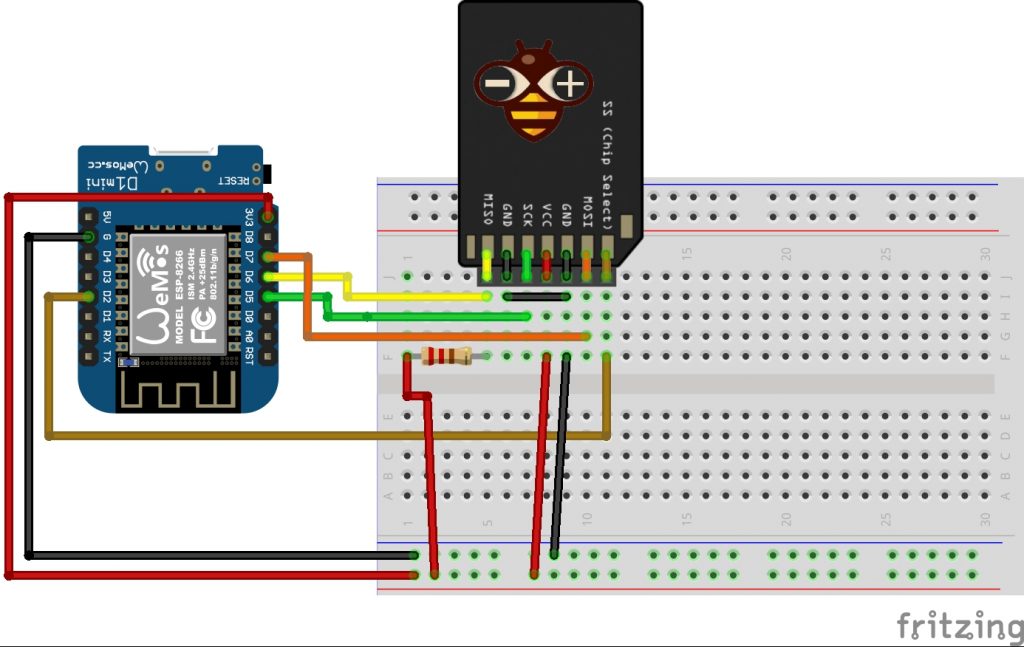 WeMos.cc
D1mini
RESET
5V
G
D4
D3
D2
D1
RX
TX
3V3
D8
D7
D6
D5
D0
A0
RST
WeMos
MODEL ESP-8266
ISM 2.4GHz
PA +25dBm
802.11b/g/n
FC
MISO
GND
SCK
VCC
GND
MOSI
SS (Chip Select)
1 15 20 25 30
J J
I
H H
G G
F F
E E
D D
C C
B B
A A
1 5 10 15 20 25 30
fritzing